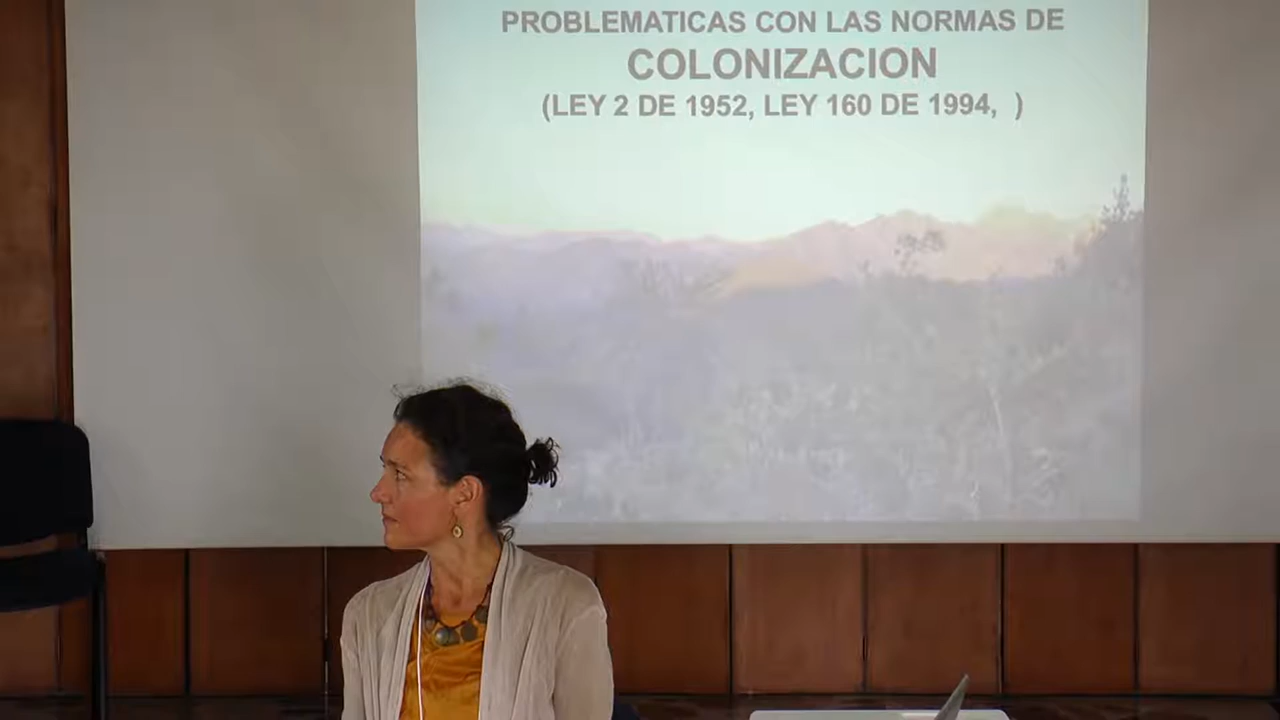 PROBLEMATICAS CON LAS NORMAS DE
COLONIZACION
(LEY 2 DE 1952, LEY 160 DE 1994,  )